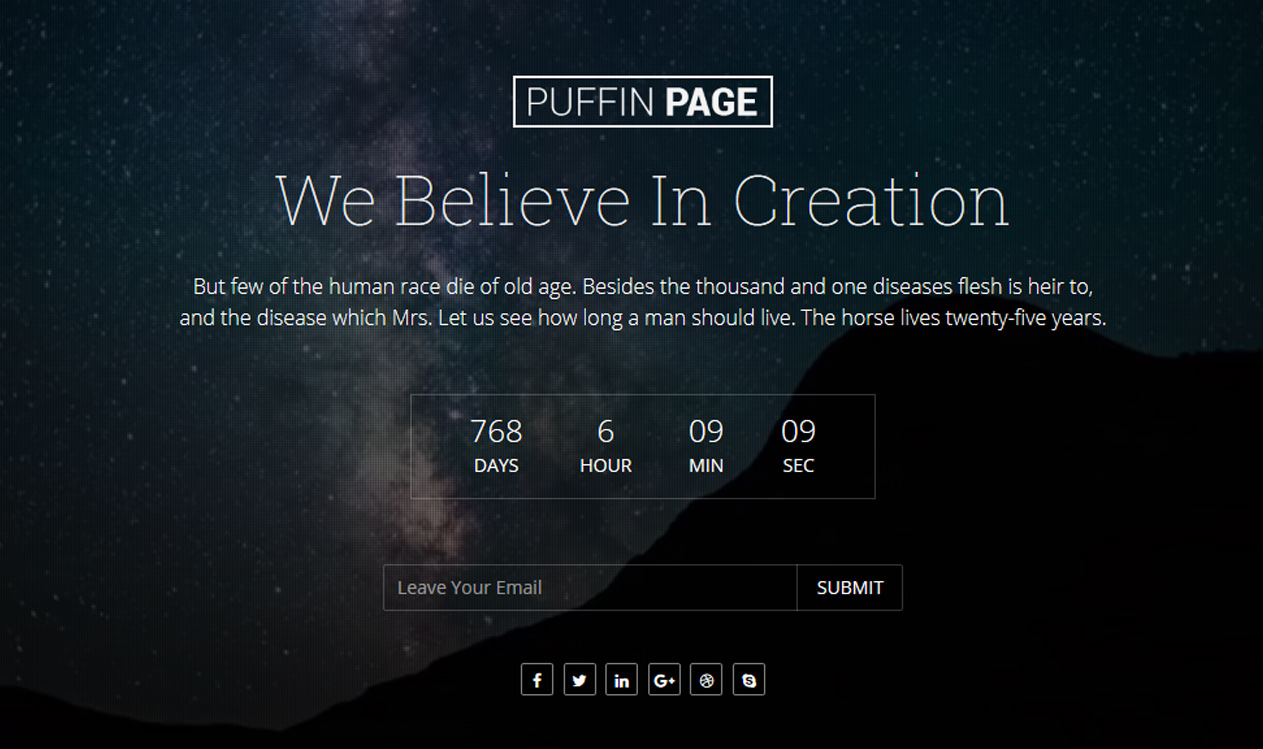 PUFFIN PAGE
We Believe In Creation
But few of the human race die of old age. Besides the thousand and one diseases flesh is heir to,
and the disease which Mrs. Let us see how long a man should live. The horse lives twenty-five years.
768 6 09 09
DAYS HOUR MIN SEC
Leave Your Email SUBMIT